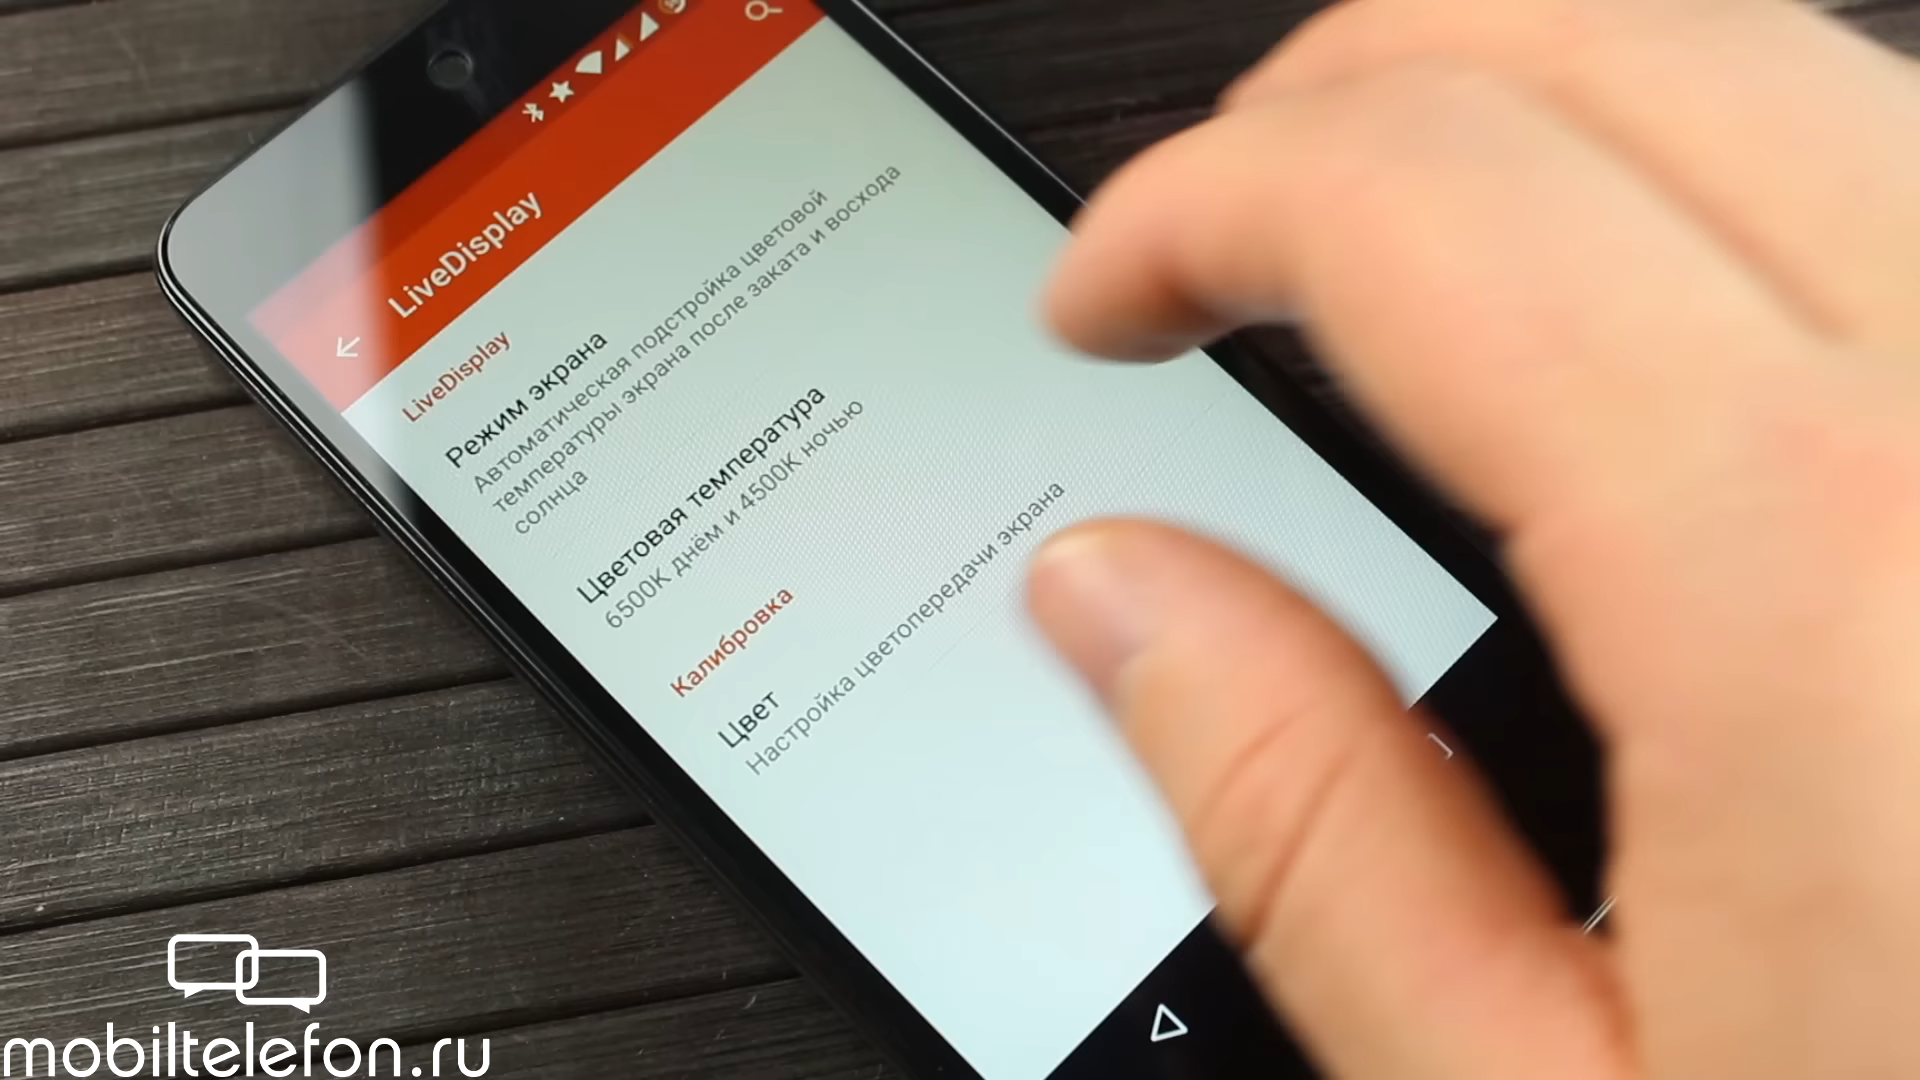 LiveDisplay
LiveDisplay
Режим экрана
Автоматическая подстройка цветовой
температуры экрана после заката и восхода
солнца
Цветовая температура
6500K днём и 4500K ночью
Калибровка
Цвет
Настройка цветопередачи экрана
mobiltelefon.ru